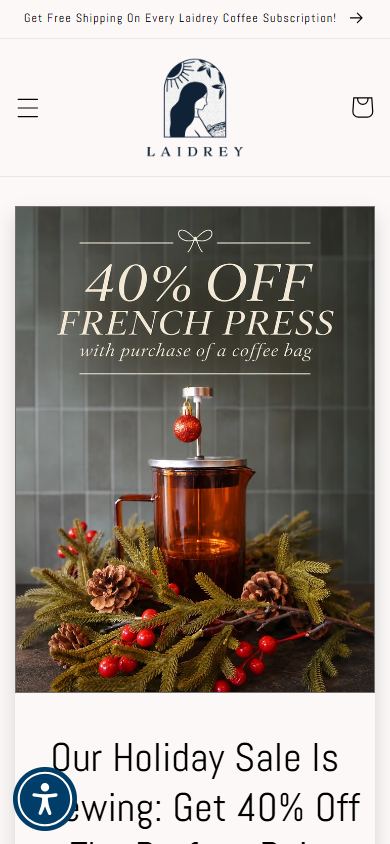 Get Free Shipping On Every Laidrey Coffee Subscription!
LAIDREY
40% OFF
FRENCH PRESS
with purchase of a coffee bag
Our Holiday Sale Is
ewing: Get 40% Off